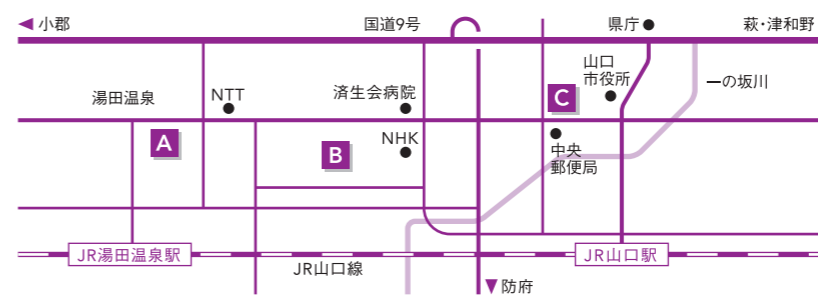 小郡
国道9号
県庁
萩・津和野
山口
市役所
一の坂川
湯田温泉
NTT
済生会病院
C
A
B
NHK
中央
郵便局
JR湯田温泉駅
JR山口線
JR山口駅
防府